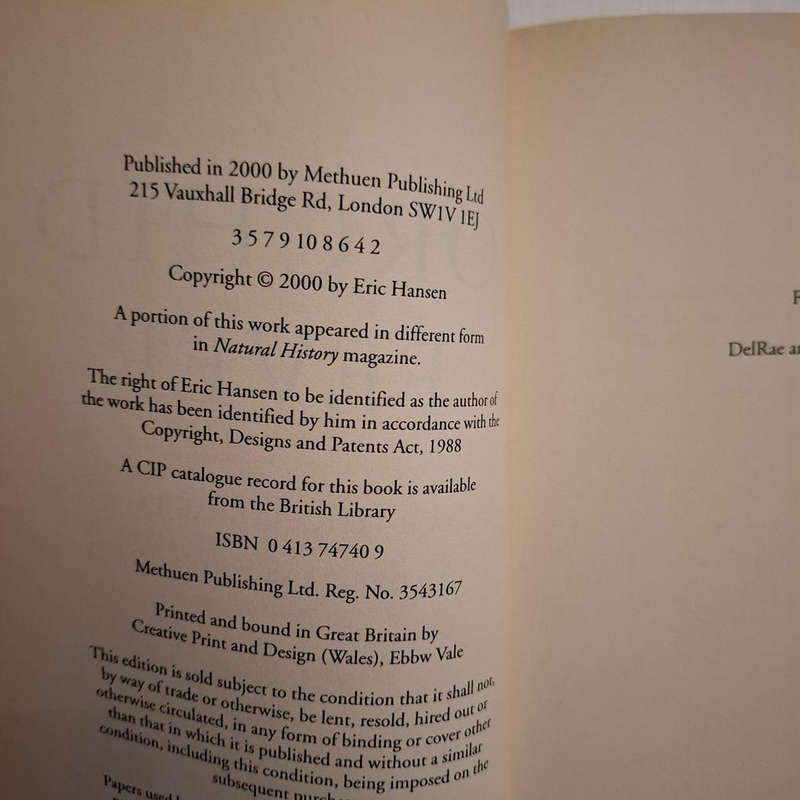 Published in 2000 by Methuen Publishing Ltd
215 Vauxhall Bridge Rd, London SW1V 1EJ
3 5 7 9 10 8 6 4 2
Copyright © 2000 by Eric Hansen
A portion of this work appeared in different form
in Natural History magazine.
The right of Eric Hansen to be identified as the author of
the work has been identified by him in accordance with the
Copyright, Designs and Patents Act, 1988
A CIP catalogue record for this book is available
from the British Library
ISBN 0 413 74740 9
Methuen Publishing Ltd. Reg. No. 3543167
Printed and bound in Great Britain by
Creative Print and Design (Wales), Ebbw Vale
This edition is sold subject to the condition that it shall not,
by way of trade or otherwise, be lent, resold, hired out or
otherwise circulated, in any form of binding or cover other
than that in which it is published and without a similar
condition, including this condition, being imposed on the
subsequent
Papers used
DelRae